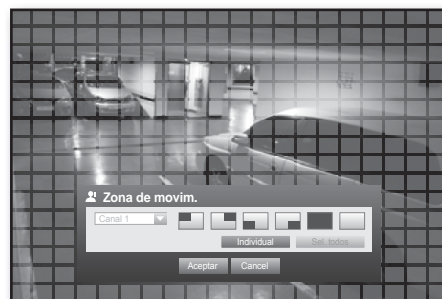 Zona de movim.
Canal 1
Individual Sel. todos
Aceptar Cancel